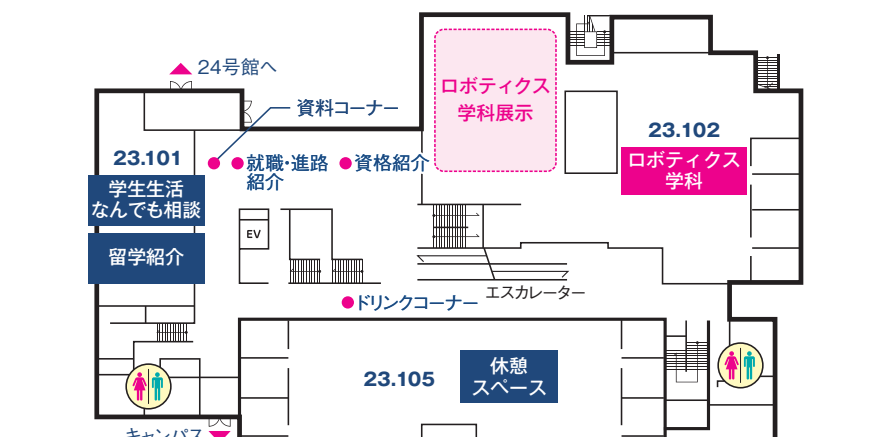 24号館へ
資料コーナー
ロボティクス
学科展示
23.102
ロボティクス
学科
23.101
就職・進路
紹介
資格紹介
学生生活
なんでも相談
留学紹介
EV
エスカレーター
ドリンクコーナー
23.105
休憩
スペース
キャンパス